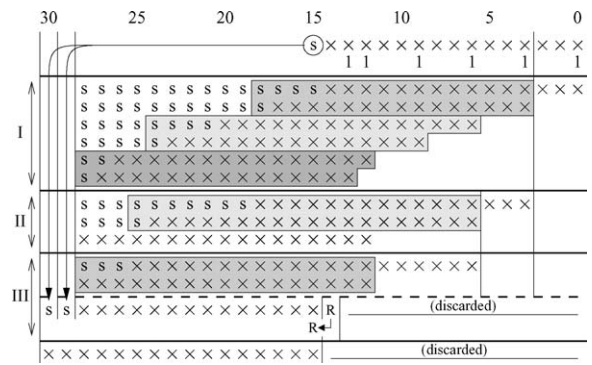 30 25 20 15 10 5 0
s × × × × × × × × × × × × × × ×
1 1 1 1 1 1
s s s s s s s s s s s s s s × × × × × × × × × × × × × × ×
s s s s s s s s s s s × × × × × × × × × × × × × × ×
s s s s s s s s × × × × × × × × × × × × × × ×
I
s s s s s × × × × × × × × × × × × × × ×
s s × × × × × × × × × × × × × × ×
s s × × × × × × × × × × × × × ×
s s s s s s s s s s × × × × × × × × × × × × × × × ×
II s s s s × × × × × × × × × × × × × × × × × × ×
× × × × × × × × × × × × × × × × ×
s s s × × × × × × × × × × × × × × × × × × × ×
× × × × × × × × × × × × × × × × ×
III
s s × × × × × × × × × × × × × × R (discarded)
R
× × × × × × × × × × × × × × × × (discarded)